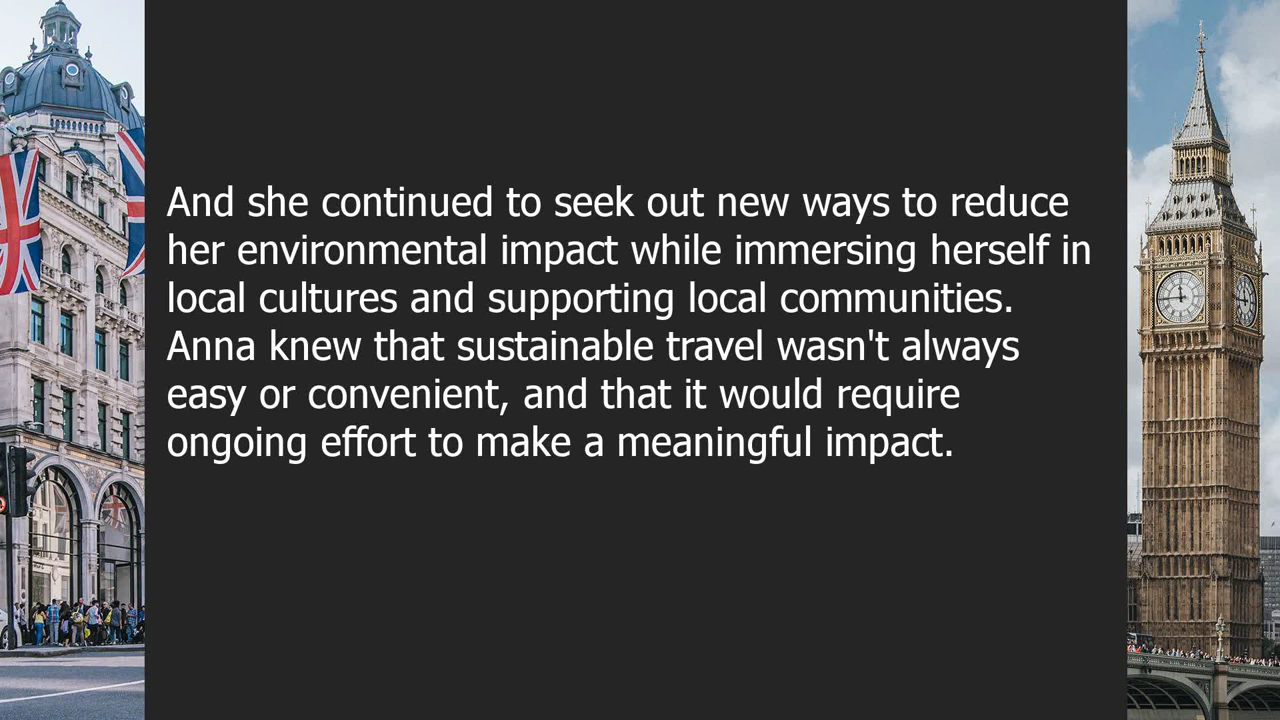 And she continued to seek out new ways to reduce
her environmental impact while immersing herself in
local cultures and supporting local communities.
Anna knew that sustainable travel wasn't always
easy or convenient, and that it would require
ongoing effort to make a meaningful impact.